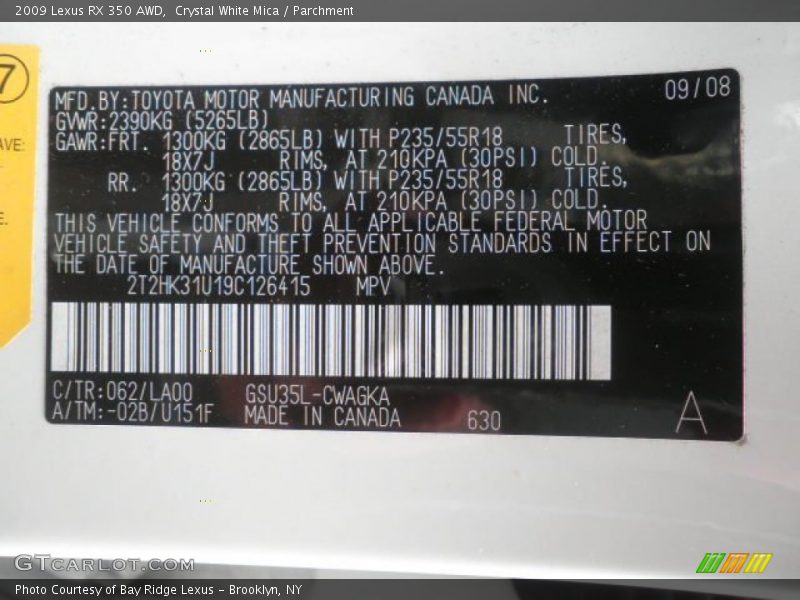 2009 Lexus RX 350 AWD,  Crystal White Mica / Parchment
7
AVE:
E.
MFD.BY:TOYOTA MOTOR MANUFACTURING CANADA INC. 09/08
GVWR:2390KG (5265LB)
GAWR:FRT. 1300KG (2865LB) WITH P235/55R18 TIRES,
18X7J RIMS, AT 210KPA (30PSI) COLD.
RR. 1300KG (2865LB) WITH P235/55R18 TIRES,
18X7J RIMS, AT 210KPA (30PSI) COLD.
THIS VEHICLE CONFORMS TO ALL APPLICABLE FEDERAL MOTOR
VEHICLE SAFETY AND THEFT PREVENTION STANDARDS IN EFFECT ON
THE DATE OF MANUFACTURE SHOWN ABOVE.
2T2HK31U19C126415 MPV
C/TR:062/LA00 GSU35L-CWAGKA
A/TM:-02B/U151F MADE IN CANADA 630 A
GTCarLot.com
Photo Courtesy of Bay Ridge Lexus - Brooklyn, NY